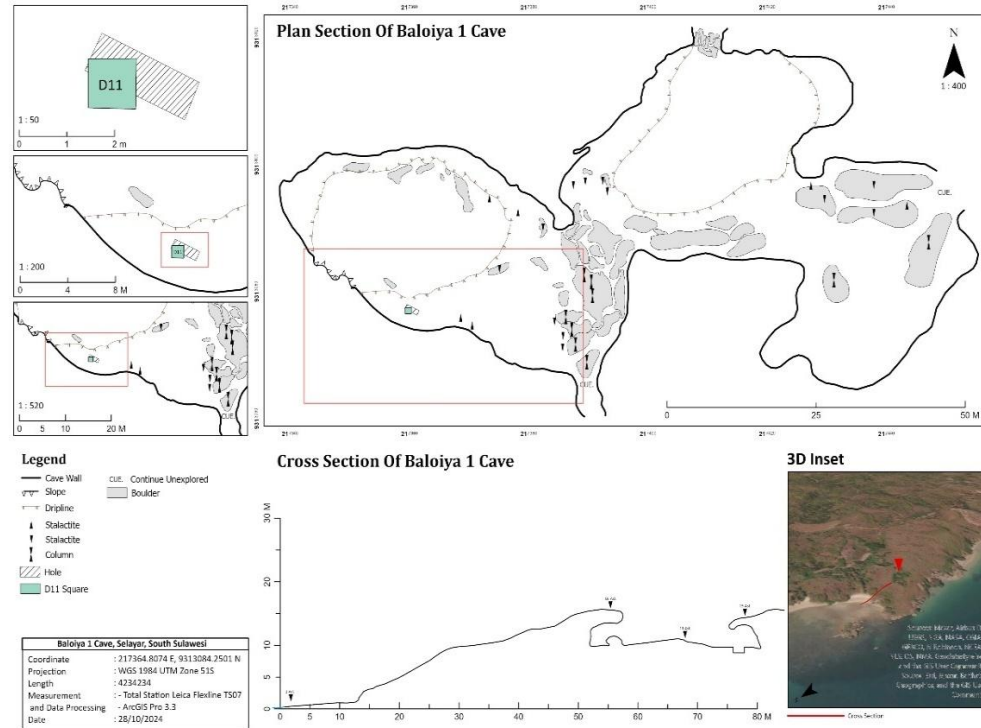 Plan Section Of Baloiya 1 Cave
N
1 : 400
D11
1 : 50
0 1 2 m
D11
1 : 200
0 4 8 M
1 : 520
0 5 10 20 M
CUE.
CUE.
CUE.
0 25 50 M
Legend
Cave Wall
Slope
Dripline
Stalactite
Stalactite
Column
Hole
D11 Square
CUE. Continue Unexplored
Boulder
Cross Section Of Baloiya 1 Cave
30 M
20
15
10
5
0
0 10 20 30 40 50 60 70 80 M
3D Inset
Cross Section
Baloiya 1 Cave, Selayar, South Sulawesi
Coordinate : 217364.8074 E, 9313084.2501 N
Projection : WGS 1984 UTM Zone 51S
Length : 4234234
Measurement : - Total Station Leica Flexline TS07
and Data Processing - ArcGIS Pro 3.3
Date : 28/10/2024